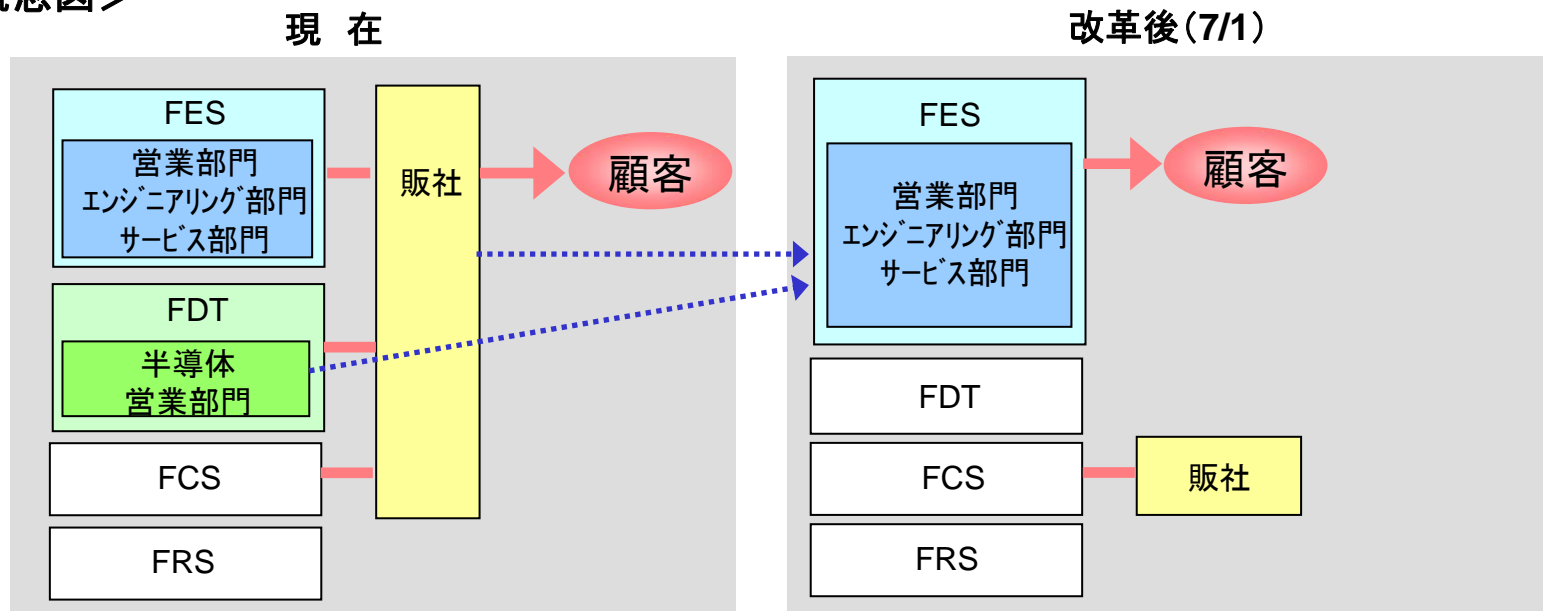 念図＞
現 在
改革後（7/1）
FES
営業部門
ｴﾝｼﾞﾆｱﾘﾝｸﾞ部門
ｻｰﾋﾞｽ部門
販社
顧客
FDT
半導体
営業部門
FCS
FRS
FES
営業部門
ｴﾝｼﾞﾆｱﾘﾝｸﾞ部門
ｻｰﾋﾞｽ部門
顧客
FDT
FCS
販社
FRS